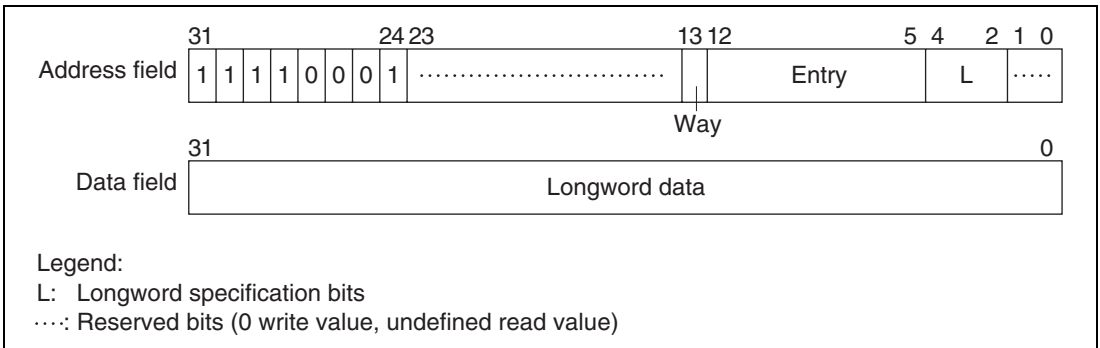 31 24 23 13 12 5 4 2 1 0
Address field 1 1 1 1 0 0 0 1 Entry L
Way
31 0
Data field Longword data
Legend:
L: Longword specification bits
····: Reserved bits (0 write value, undefined read value)